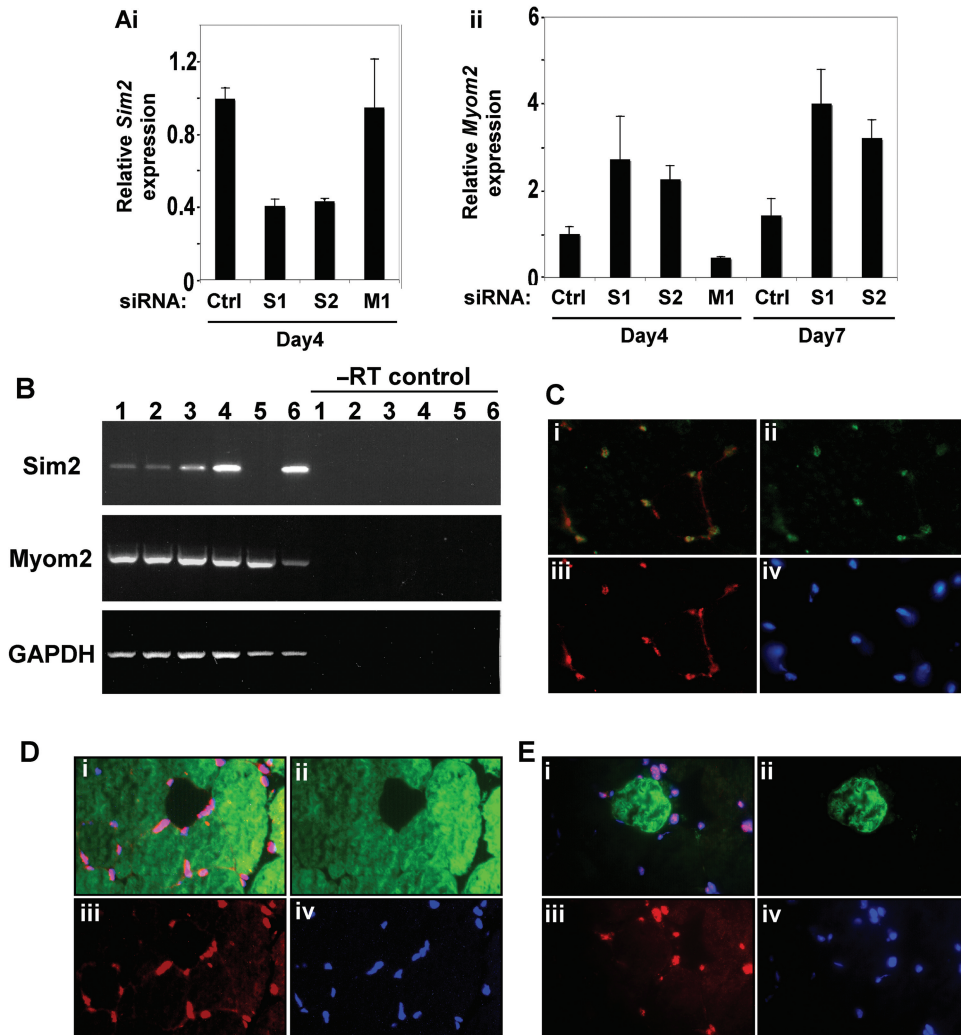 Ai
Relative Sim2
expression
1.2
0.8
0.4
0
siRNA: Ctrl S1 S2 M1
Day4
ii
Relative Myom2
expression
6
4
2
0
siRNA: Ctrl S1 S2 M1 Ctrl S1 S2
Day4 Day7
B
–RT control
1 2 3 4 5 6 1 2 3 4 5 6
Sim2
Myom2
GAPDH
C
i ii
iii iv
D
i ii
iii iv
E
i ii
iii iv